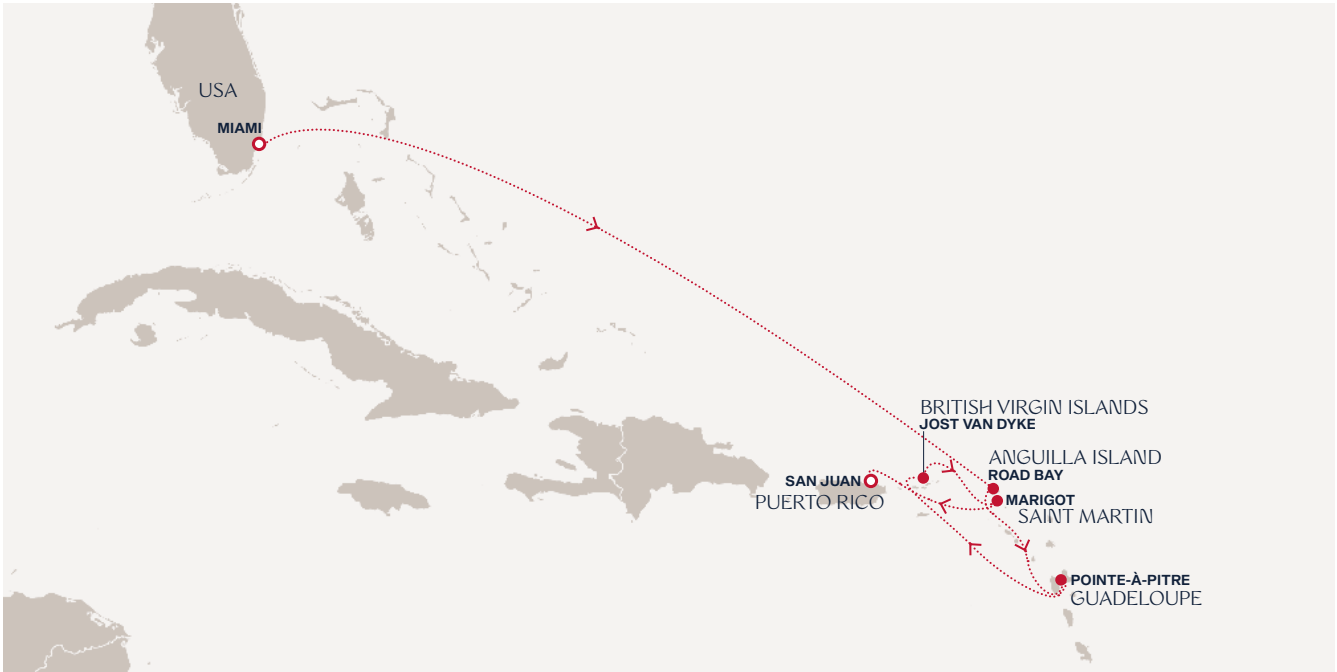 USA
MIAMI
BRITISH VIRGIN ISLANDS
JOST VAN DYKE
ANGUILLA ISLAND
ROAD BAY
SAN JUAN
PUERTO RICO
MARIGOT
SAINT MARTIN
POINTE-À-PITRE
GUADELOUPE